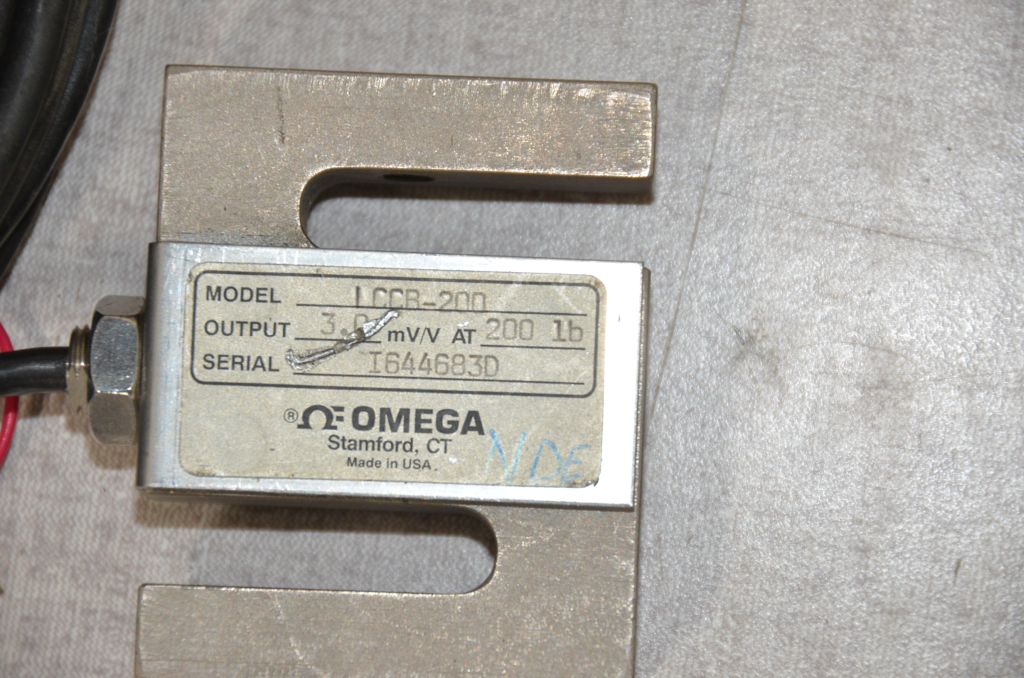 MODEL LCCB-200
OUTPUT mV/V AT 200 lb
SERIAL I644683D
® OMEGA
Stamford, CT
Made in USA.
NDE